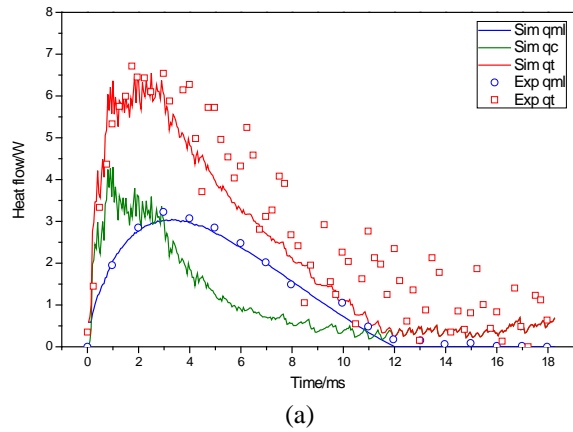 8
7
6
5
4
3
2
1
0
Heat flow/W
Sim qml
Sim qc
Sim qt
Exp qml
Exp qt
0 2 4 6 8 10 12 14 16 18
Time/ms
(a)